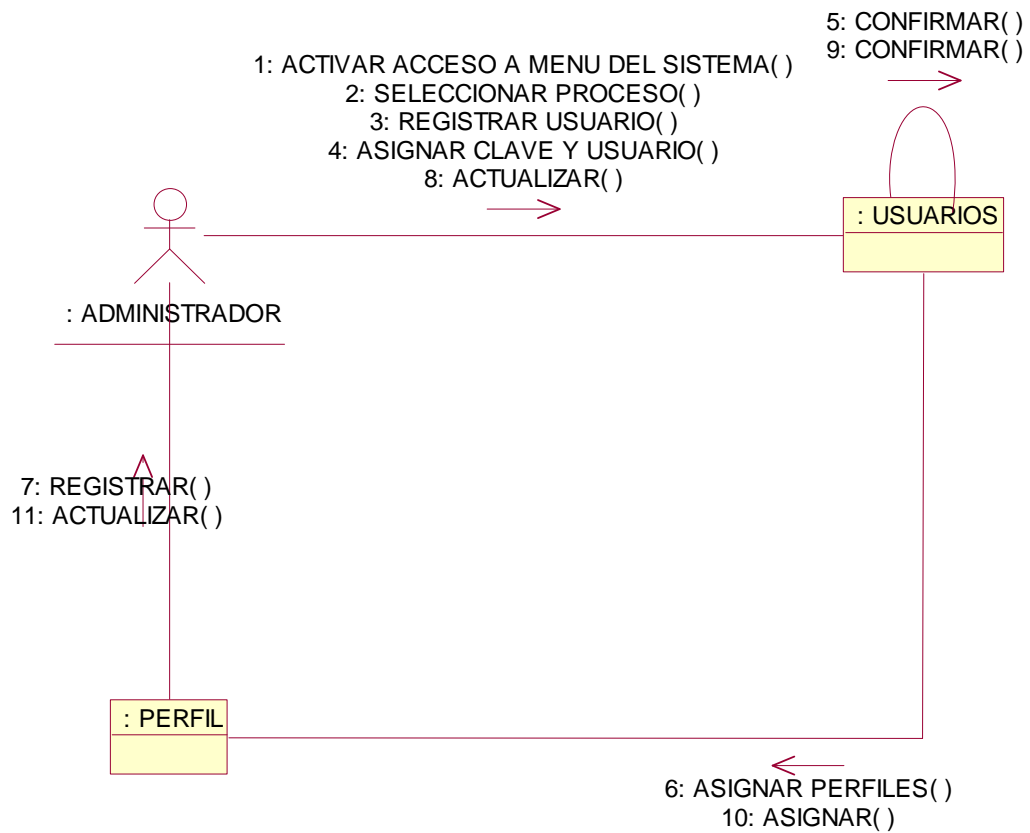 5: CONFIRMAR( )
9: CONFIRMAR( )
1: ACTIVAR ACCESO A MENU DEL SISTEMA( )
2: SELECCIONAR PROCESO( )
3: REGISTRAR USUARIO( )
4: ASIGNAR CLAVE Y USUARIO( )
8: ACTUALIZAR( )
: USUARIOS
: ADMINISTRADOR
7: REGISTRAR( )
11: ACTUALIZAR( )
: PERFIL
6: ASIGNAR PERFILES( )
10: ASIGNAR( )